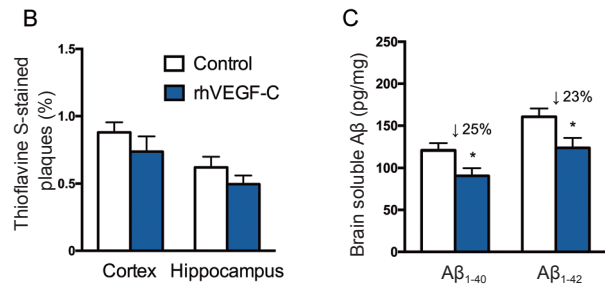 B
Thioflavine S-stained
plaques (%)
1.5
1.0
0.5
0
Control
rhVEGF-C
Cortex
Hippocampus
C
Brain soluble Aβ (pg/mg)
250
200
150
100
50
0
↓25%
*
↓23%
*
Aβ1-40
Aβ1-42